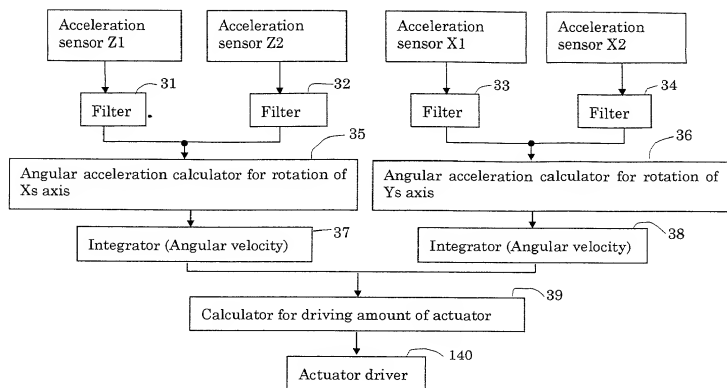 Acceleration
sensor Z1
Acceleration
sensor Z2
Acceleration
sensor X1
Acceleration
sensor X2
31
32
33
34
Filter
Filter
Filter
Filter
35
36
Angular acceleration calculator for rotation of
Xs axis
Angular acceleration calculator for rotation of
Ys axis
37
38
Integrator (Angular velocity)
Integrator (Angular velocity)
39
Calculator for driving amount of actuator
140
Actuator driver